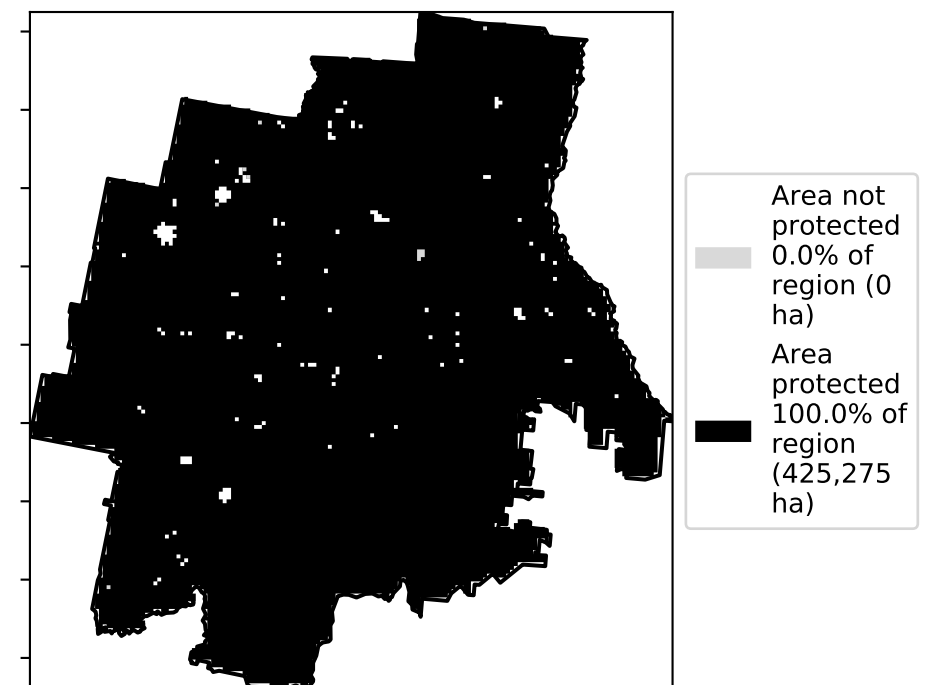 Area not
protected
0.0% of
region (0
ha)
Area
protected
100.0% of
region
(425,275
ha)